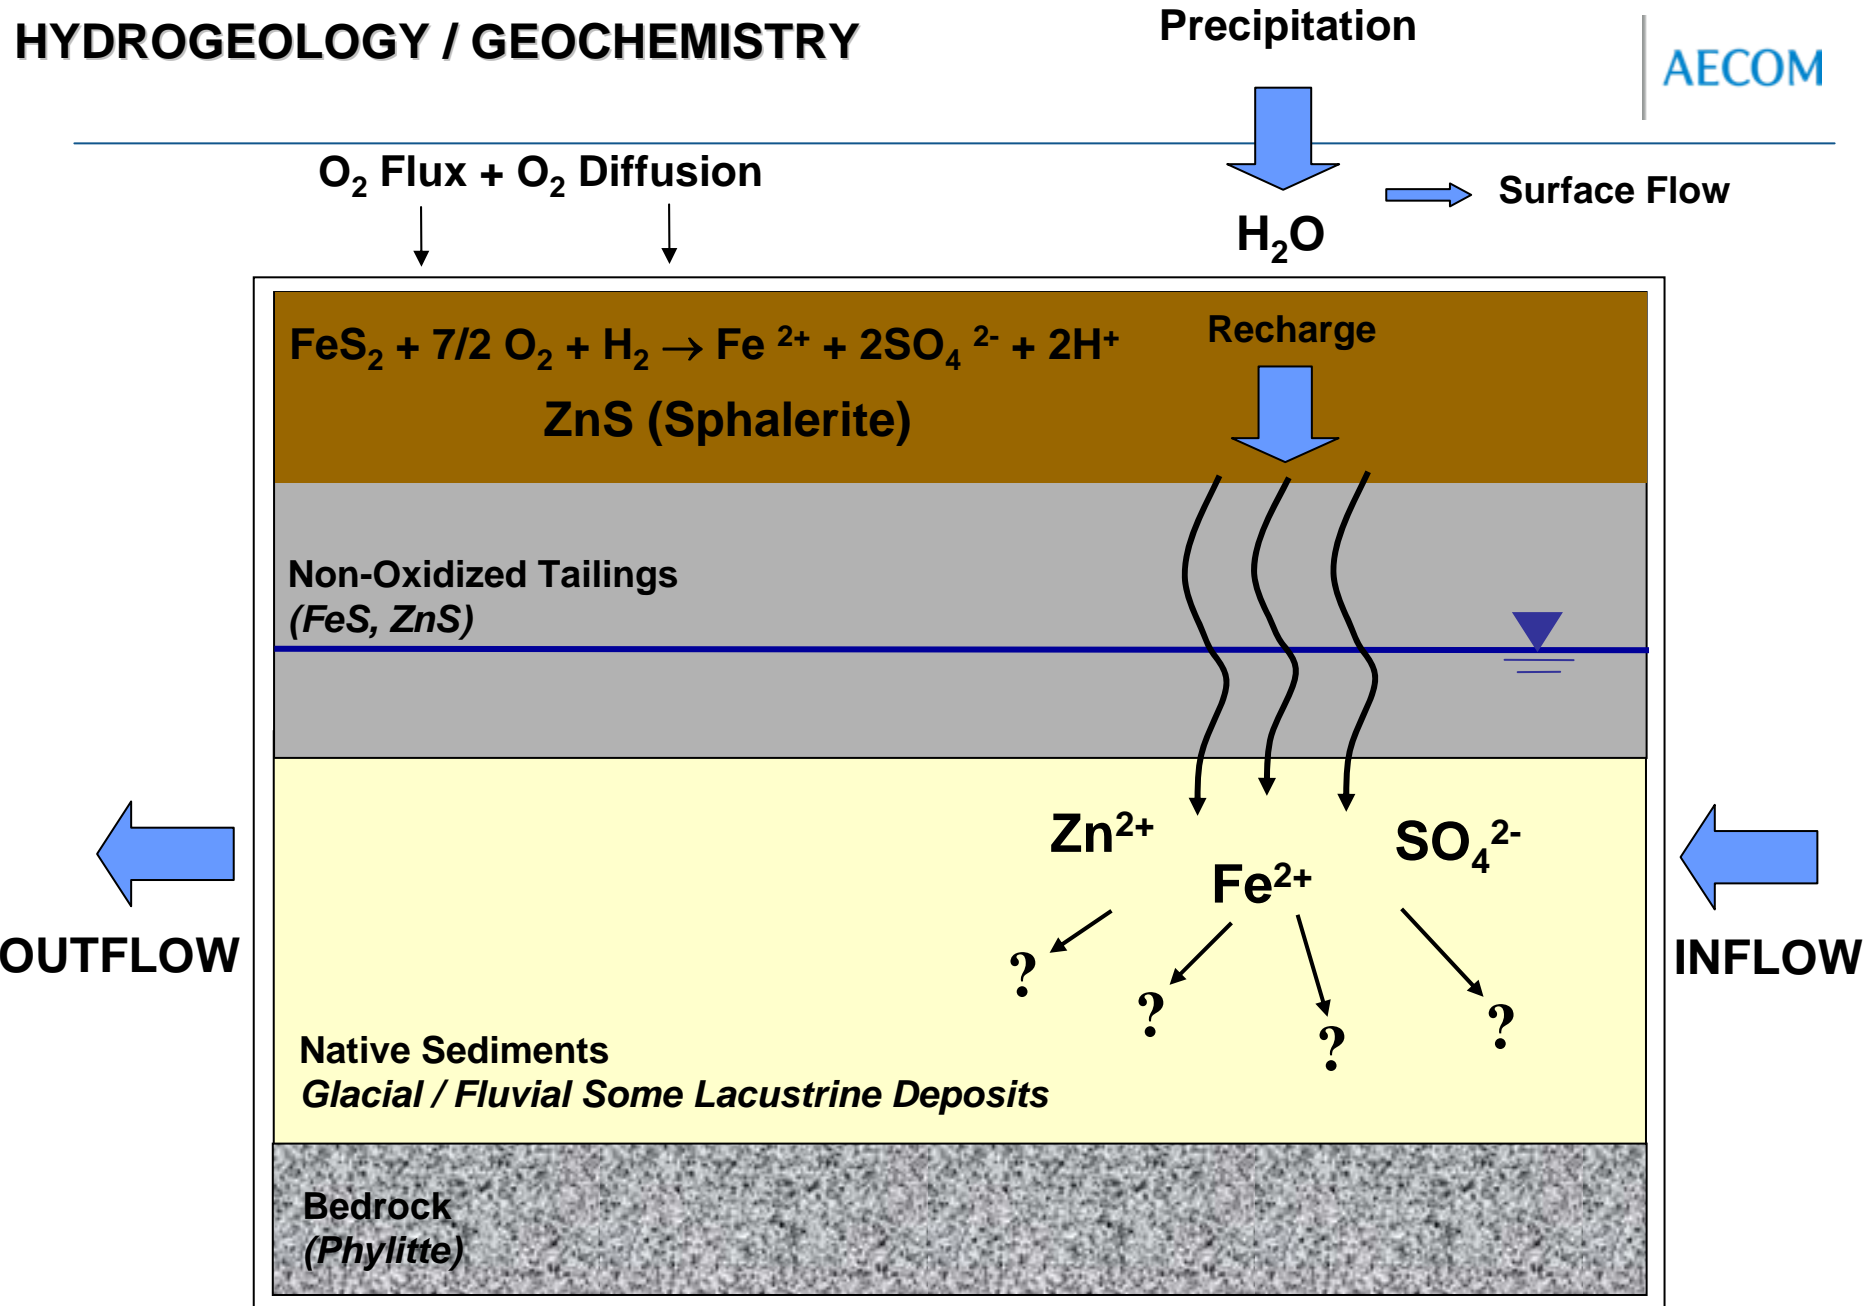 HYDROGEOLOGY / GEOCHEMISTRY
Precipitation
AECOM
O₂ Flux + O₂ Diffusion
Surface Flow
H₂O
FeS₂ + 7/2 O₂ + H₂ → Fe ²⁺ + 2SO₄ ²⁻ + 2H⁺
Recharge
ZnS (Sphalerite)
Non-Oxidized Tailings
(FeS, ZnS)
Zn²⁺
SO₄²⁻
Fe²⁺
OUTFLOW
INFLOW
? ? ? ?
Native Sediments
Glacial / Fluvial Some Lacustrine Deposits
Bedrock
(Phylitte)